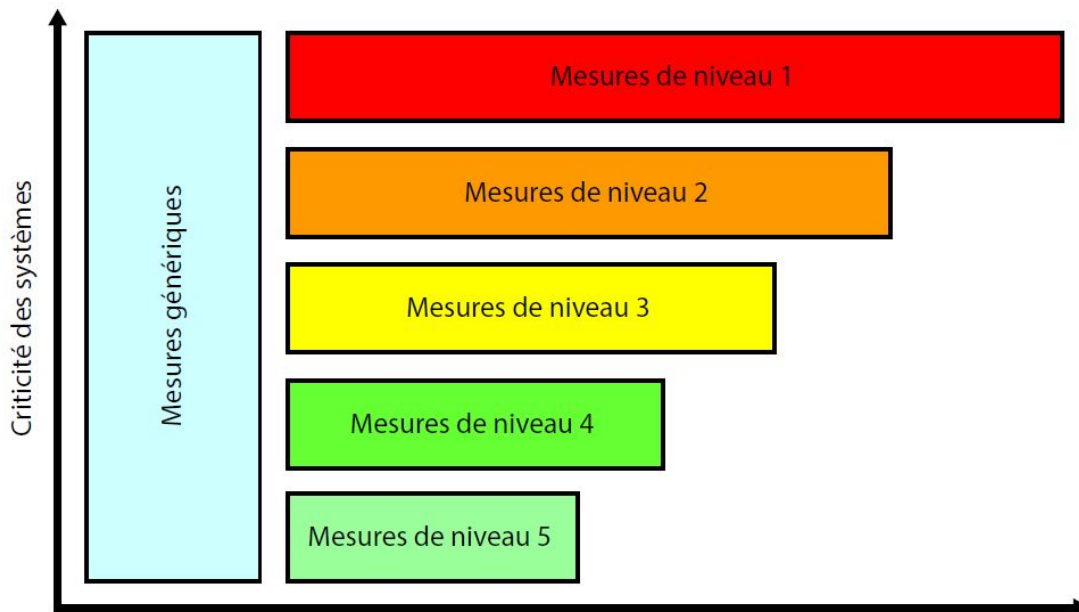 Criticité des systèmes
Mesures génériques
Mesures de niveau 1
Mesures de niveau 2
Mesures de niveau 3
Mesures de niveau 4
Mesures de niveau 5